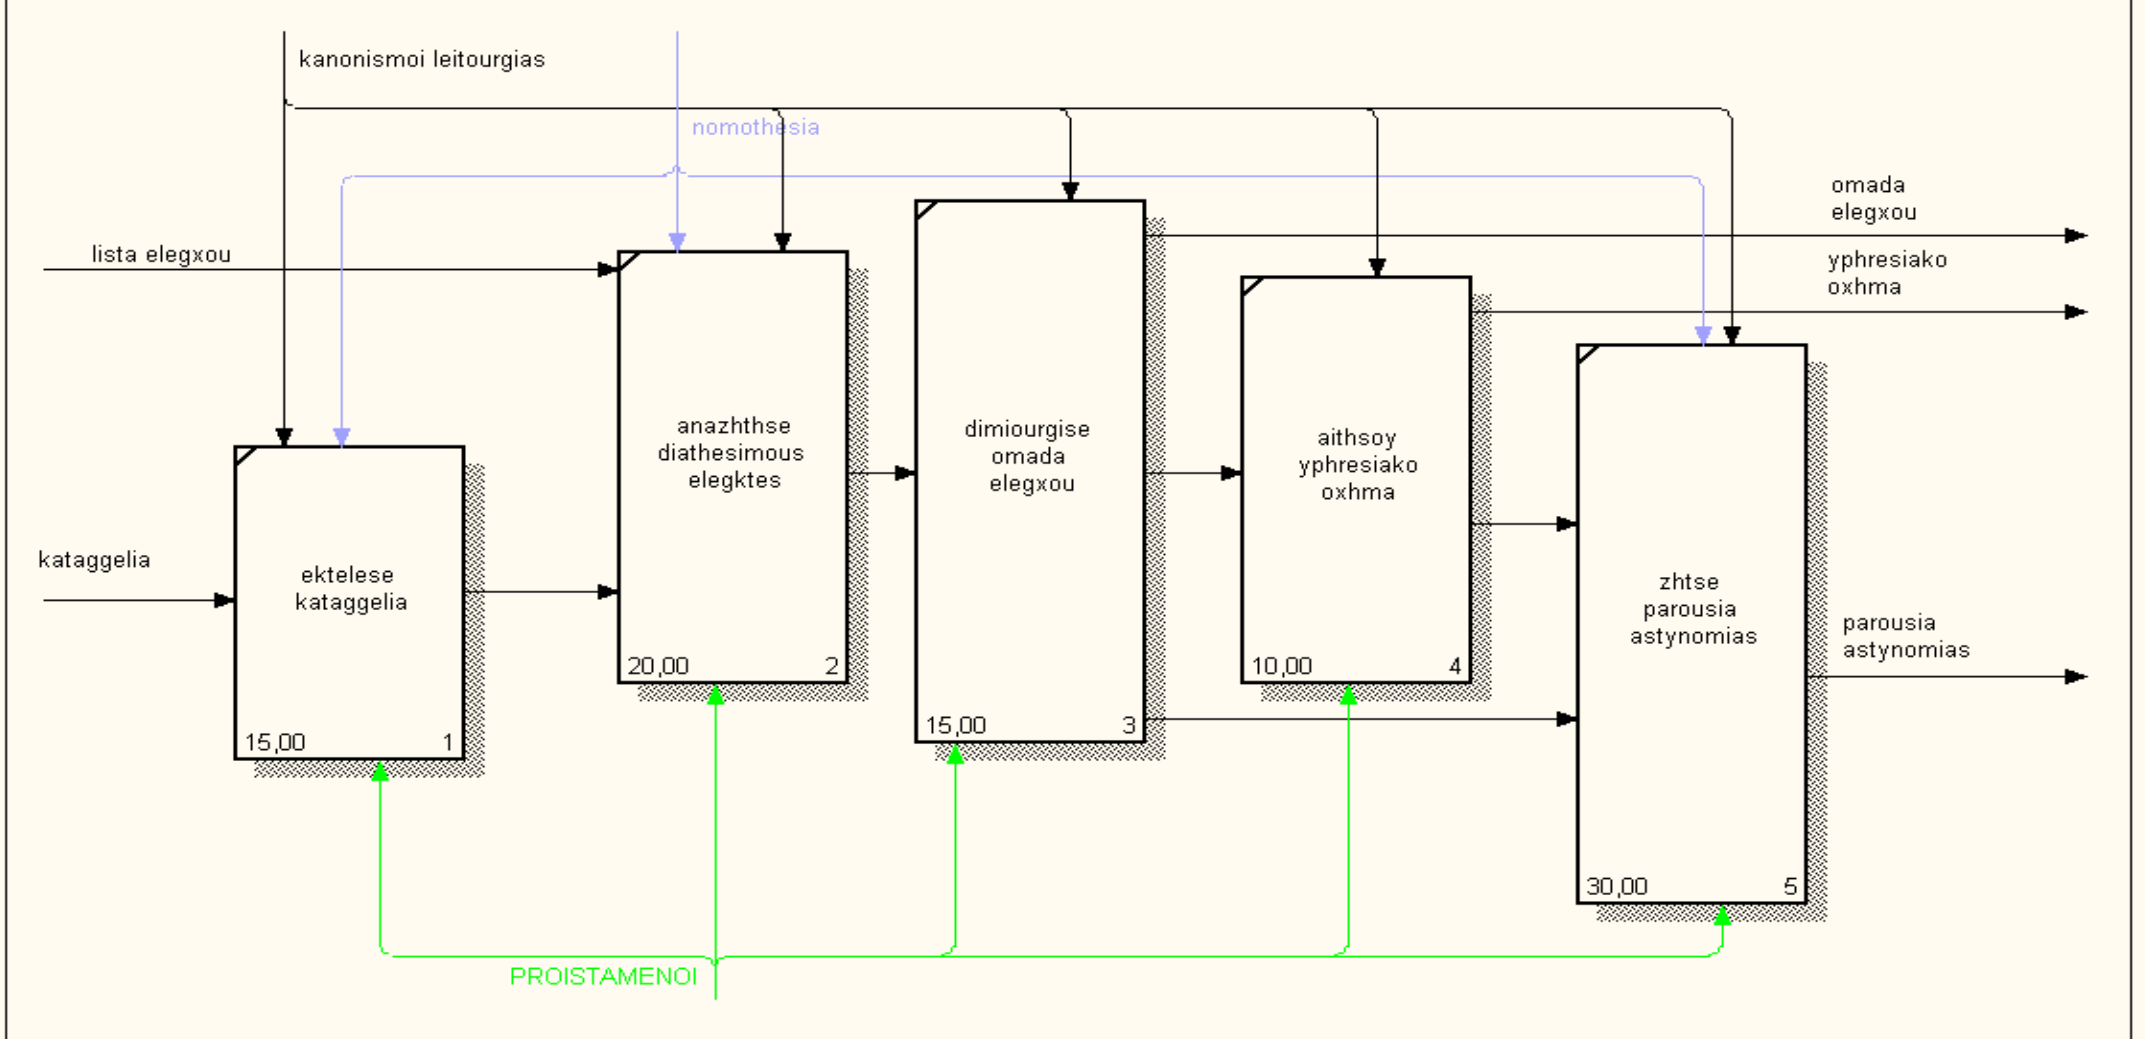 kanonismoi leitourgias
nomothesia
omada
elegxou
yphresiako
oxhma
lista elegxou
kataggelia
ektelese
kataggelia
15,00
1
anazhthse
diathesimous
elegktes
20,00
2
dimiourgise
omada
elegxou
15,00
3
aithsoy
yphresiako
oxhma
10,00
4
zhtse
parousia
astynomias
30,00
5
parousia
astynomias
PROISTAMENOI